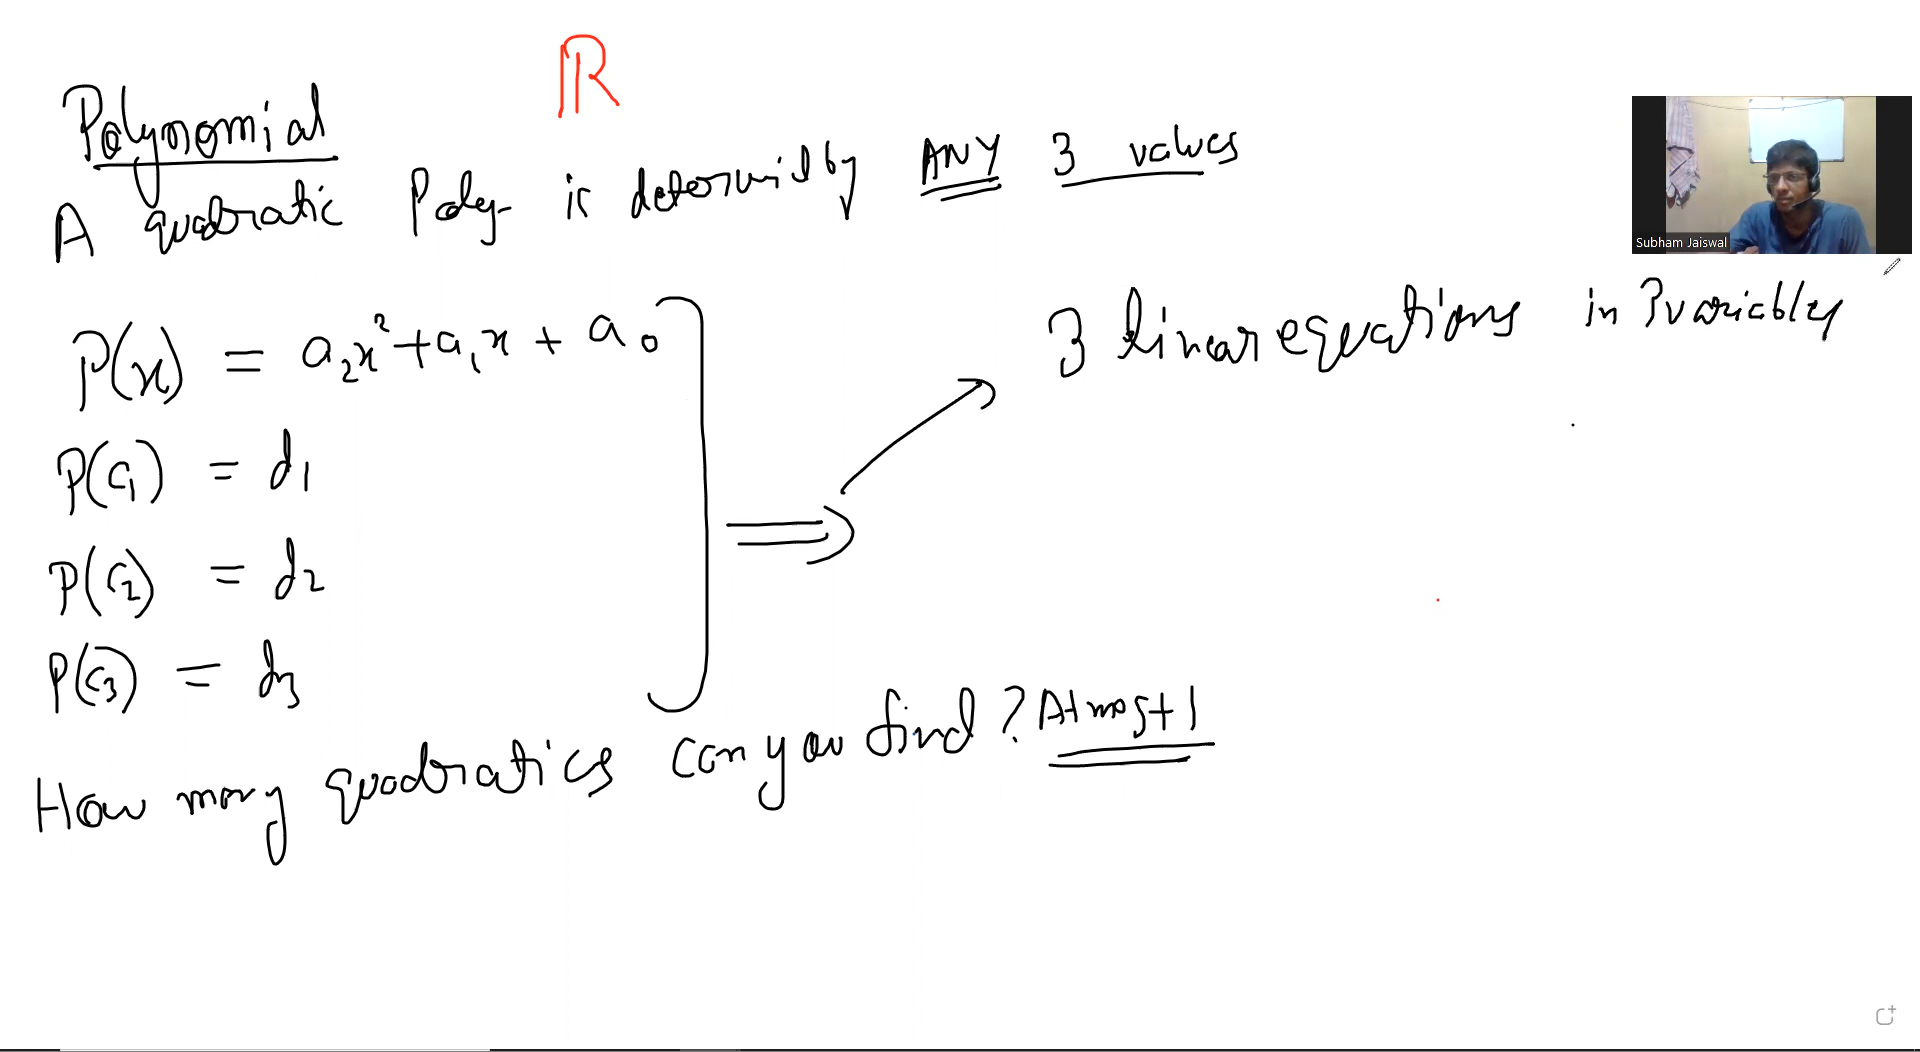 ℝ
Polynomial
A quadratic Poly- is determined by ANY 3 values
P(x) = a₂x² + a₁x + a₀
3 linear equations in 3 variables
P(c₁) = d₁
P(c₂) = d₂
P(c₃) = d₃
How many quadratics can you find? Atmost 1
Subham Jaiswal